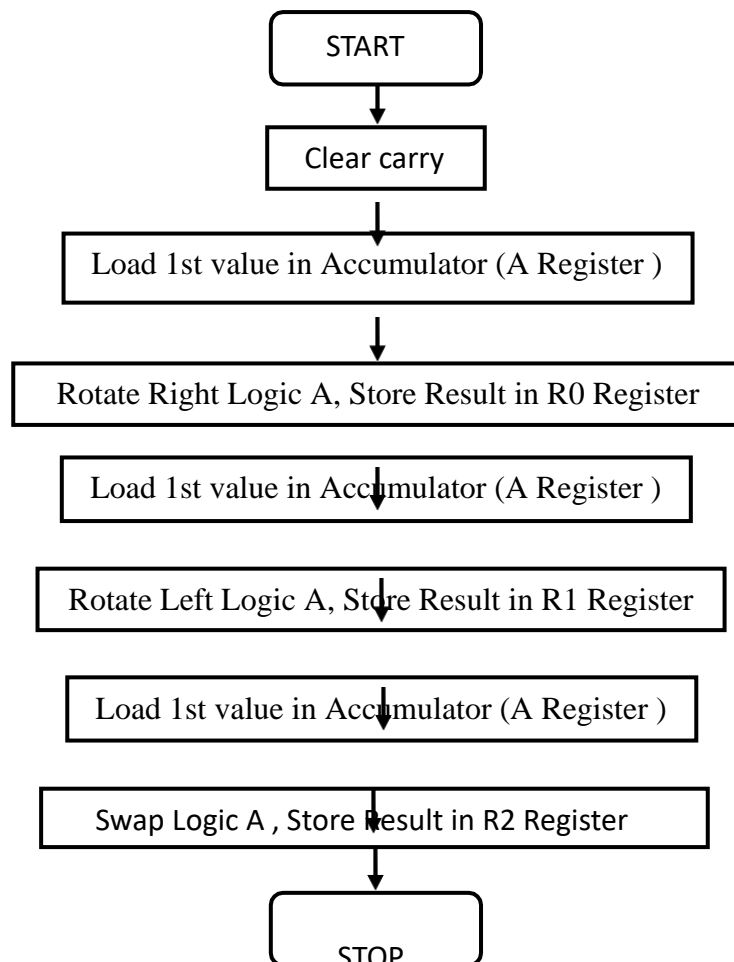 START
Clear carry
Load 1st value in Accumulator (A Register )
Rotate Right Logic A, Store Result in R0 Register
Load 1st value in Accumulator (A Register )
Rotate Left Logic A, Store Result in R1 Register
Load 1st value in Accumulator (A Register )
Swap Logic A , Store Result in R2 Register
STOP